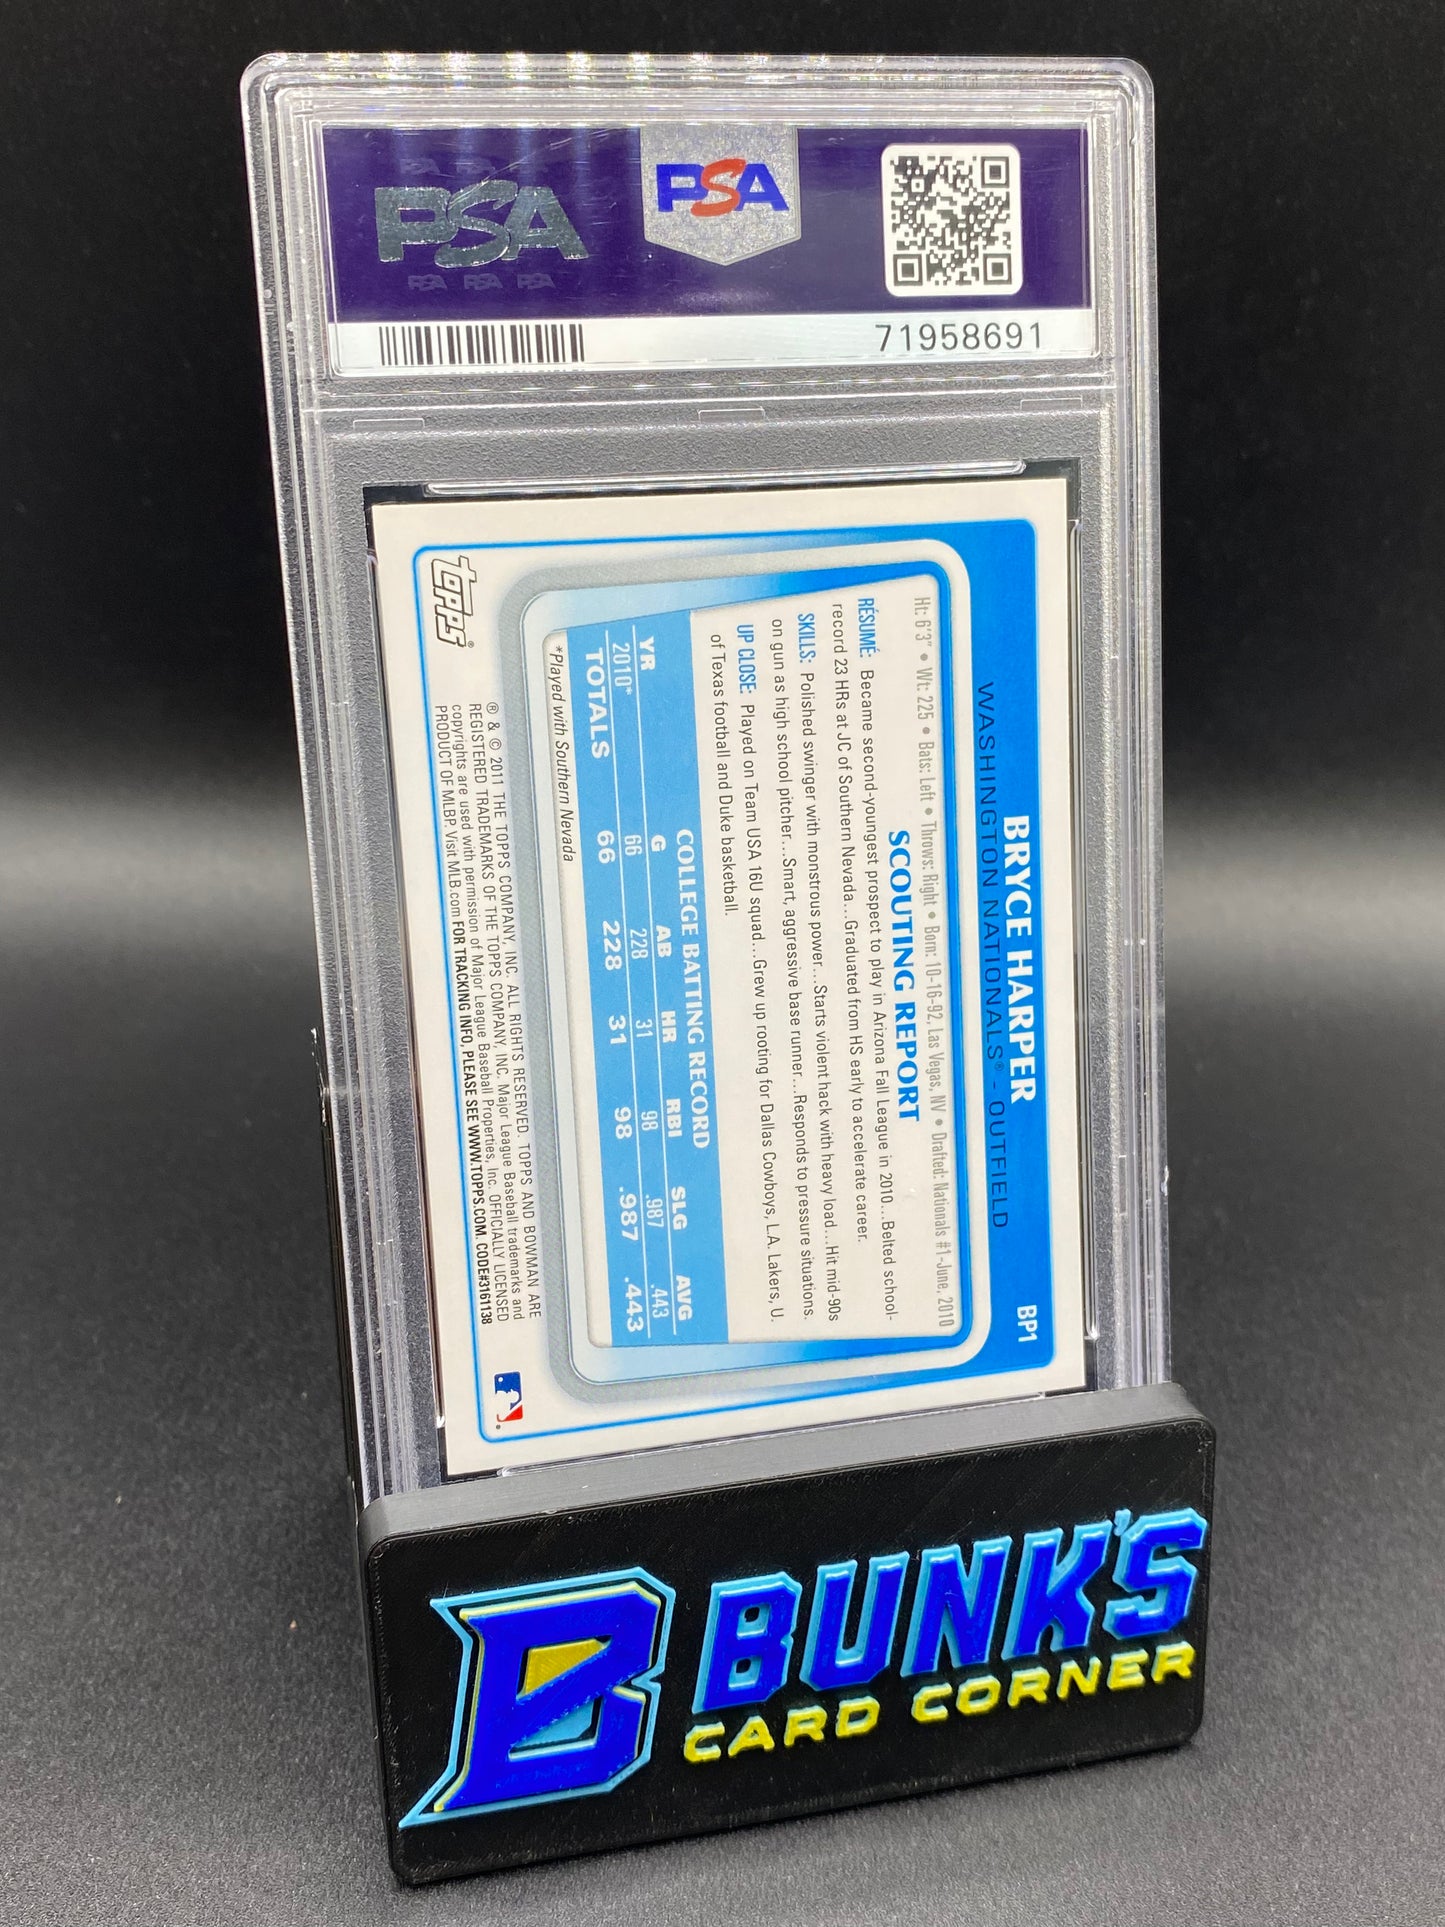 PSA
PSA PSA
PSA
PSA PSA PSA
71958691
BRYCE HARPER
BP1
WASHINGTON NATIONALS® - OUTFIELD
Ht: 6'3" • Wt: 225 • Bats: Left • Throws: Right • Born: 10-16-92, Las Vegas, NV • Drafted: Nationals #1-June, 2010
SCOUTING REPORT
RÉSUMÉ: Became second-youngest prospect to play in Arizona Fall League in 2010...Belted school-
record 23 HRs at JC of Southern Nevada...Graduated from HS early to accelerate career.
SKILLS: Polished swinger with monstrous power...Starts violent hack with heavy load...Hit mid-90s
on gun as high school pitcher...Smart, aggressive base runner...Responds to pressure situations.
UP CLOSE: Played on Team USA 16U squad...Grew up rooting for Dallas Cowboys, L.A. Lakers, U.
of Texas football and Duke basketball.
COLLEGE BATTING RECORD
YR G AB HR RBI SLG AVG
2010* 66 228 31 98 .987 .443
TOTALS 66 228 31 98 .987 .443
*Played with Southern Nevada
topps®
® & © 2011 THE TOPPS COMPANY, INC. ALL RIGHTS RESERVED. TOPPS AND BOWMAN ARE
REGISTERED TRADEMARKS OF THE TOPPS COMPANY, INC. Major League Baseball trademarks and
copyrights are used with permission of Major League Baseball Properties, Inc. OFFICIALLY LICENSED
PRODUCT OF MLBP. Visit MLB.com FOR TRACKING INFO, PLEASE SEE WWW.TOPPS.COM. CODE#3161138
B BUNK'S
CARD CORNER